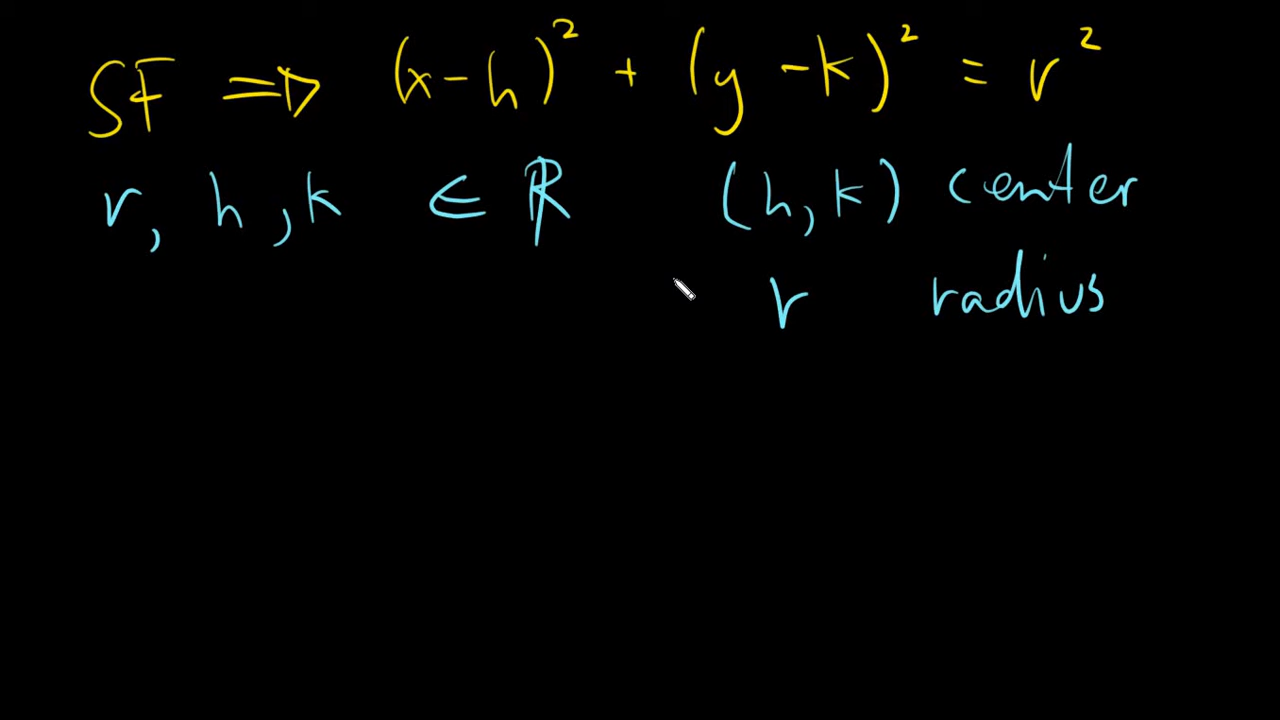 SF ⇒ (x-h)² + (y-k)² = r²
r, h, k ∈ ℝ (h, k) center
r radius